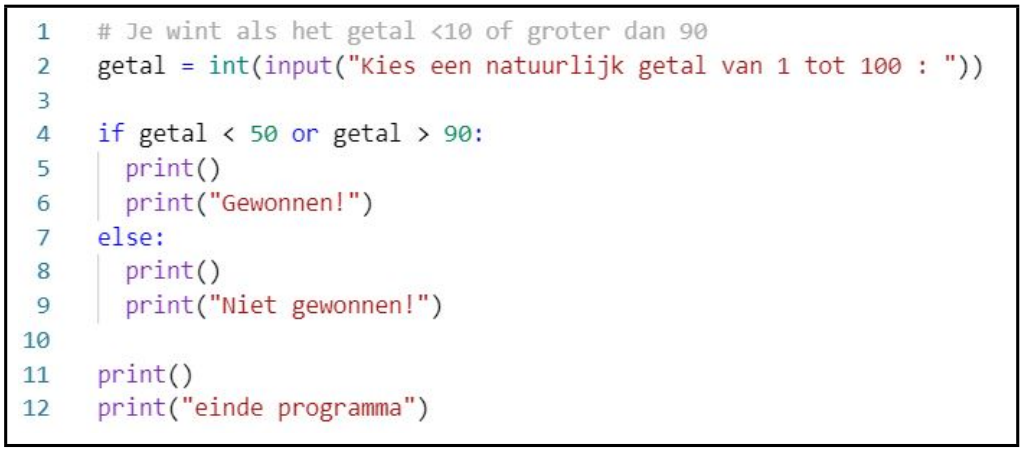 1 # Je wint als het getal <10 of groter dan 90
2 getal = int(input("Kies een natuurlijk getal van 1 tot 100 : "))
3
4 if getal < 50 or getal > 90:
5 print()
6 print("Gewonnen!")
7 else:
8 print()
9 print("Niet gewonnen!")
10
11 print()
12 print("einde programma")